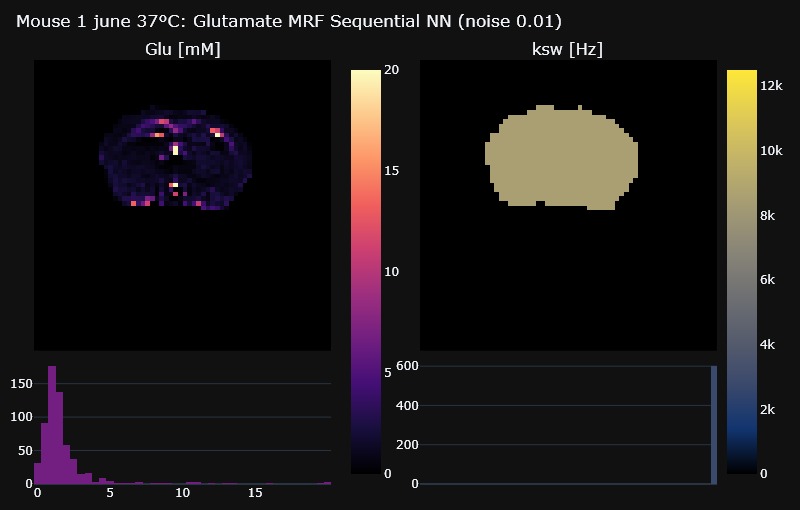 Mouse 1 june 37ºC: Glutamate MRF Sequential NN (noise 0.01)
Glu [mM]
ksw [Hz]
20
15
10
5
0
12k
10k
8k
6k
4k
2k
0
150
100
50
0
0
5
10
15
600
400
200
0